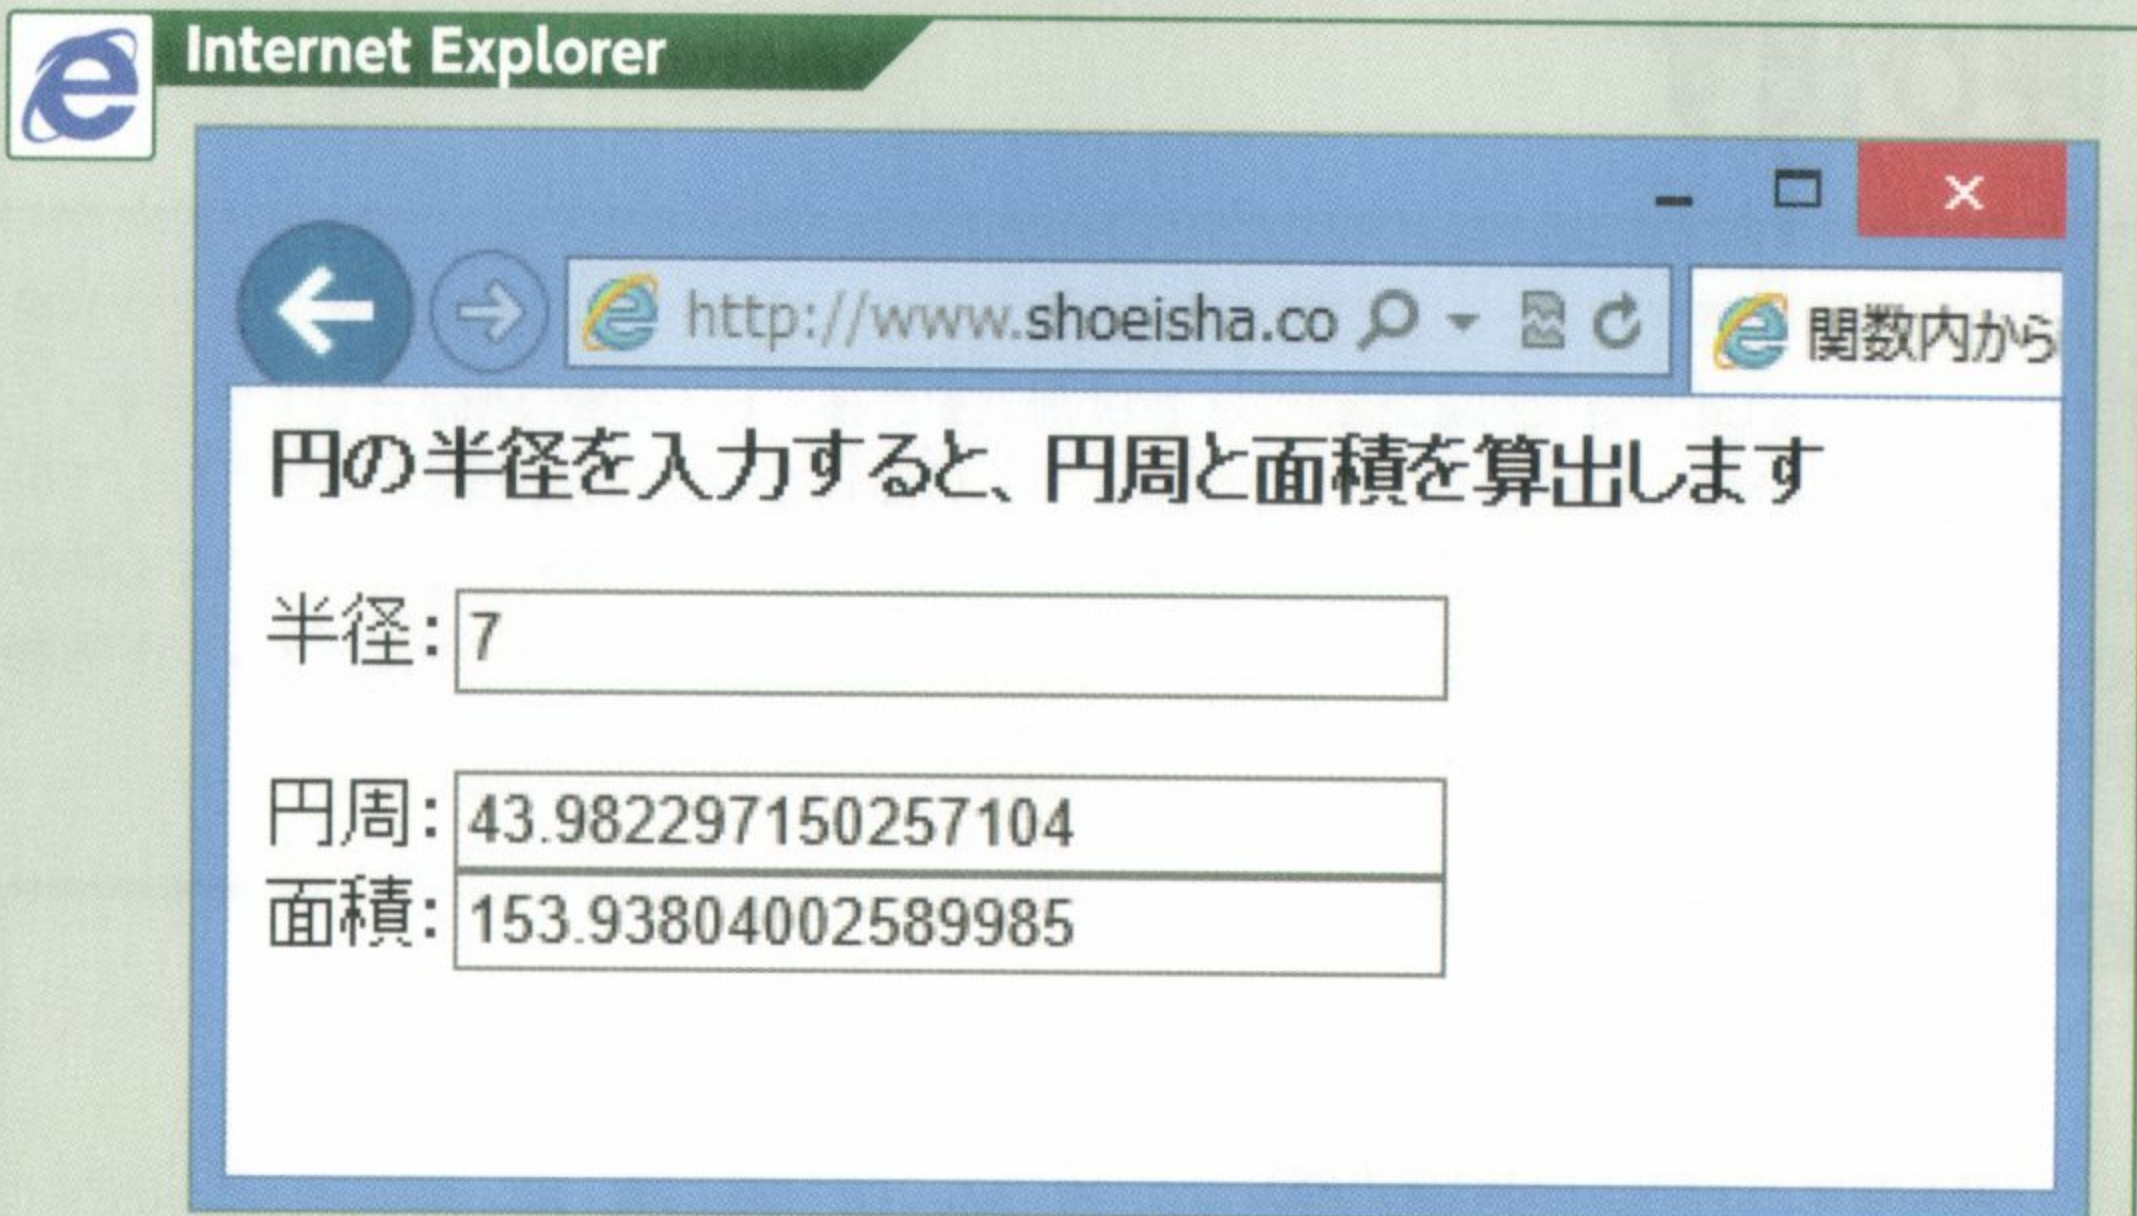 Internet Explorer
http://www.shoeisha.co
関数内から
円の半径を入力すると、円周と面積を算出します
半径: 7
円周: 43.982297150257104
面積: 153.93804002589985